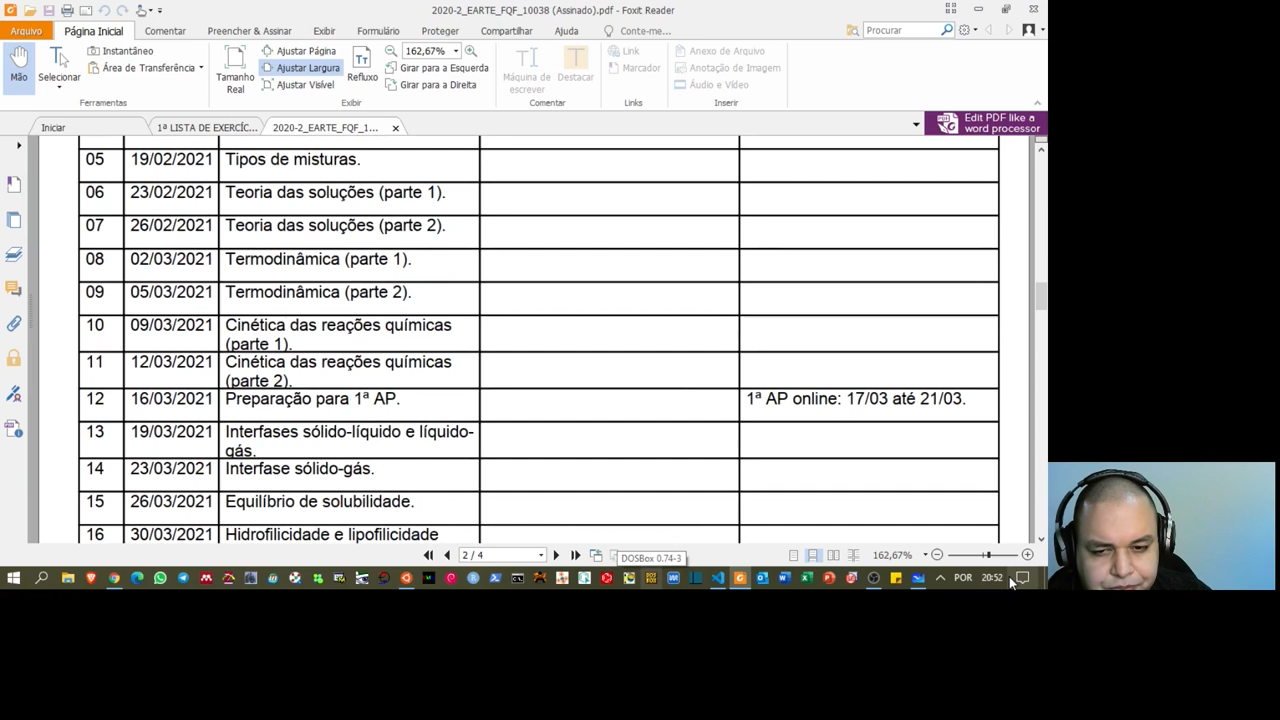 2020-2_EARTE_FQF_10038 (Assinado).pdf - Foxit Reader
Arquivo Página Inicial Comentar Preencher & Assinar Exibir Formulário Proteger Compartilhar Ajuda Conte-me... Procurar
Mão
Selecionar
Instantâneo
Área de Transferência
Ferramentas
Tamanho Real
Ajustar Página
Ajustar Largura
Ajustar Visível
Refluxo
162,67%
Girar para a Esquerda
Girar para a Direita
Exibir
Máquina de escrever
Destacar
Comentar
Link
Marcador
Links
Anexo de Arquivo
Anotação de Imagem
Áudio e Vídeo
Inserir
Iniciar 1ª LISTA DE EXERCÍC... 2020-2_EARTE_FQF_1...
Edit PDF like a
word processor
05 19/02/2021 Tipos de misturas.
06 23/02/2021 Teoria das soluções (parte 1).
07 26/02/2021 Teoria das soluções (parte 2).
08 02/03/2021 Termodinâmica (parte 1).
09 05/03/2021 Termodinâmica (parte 2).
10 09/03/2021 Cinética das reações químicas
(parte 1).
11 12/03/2021 Cinética das reações químicas
(parte 2).
12 16/03/2021 Preparação para 1ª AP. 1ª AP online: 17/03 até 21/03.
13 19/03/2021 Interfases sólido-líquido e líquido-
gás.
14 23/03/2021 Interfase sólido-gás.
15 26/03/2021 Equilíbrio de solubilidade.
16 30/03/2021 Hidrofilicidade e lipofilicidade
2 / 4 162,67%
DOSBox 0.74-3
POR 20:52